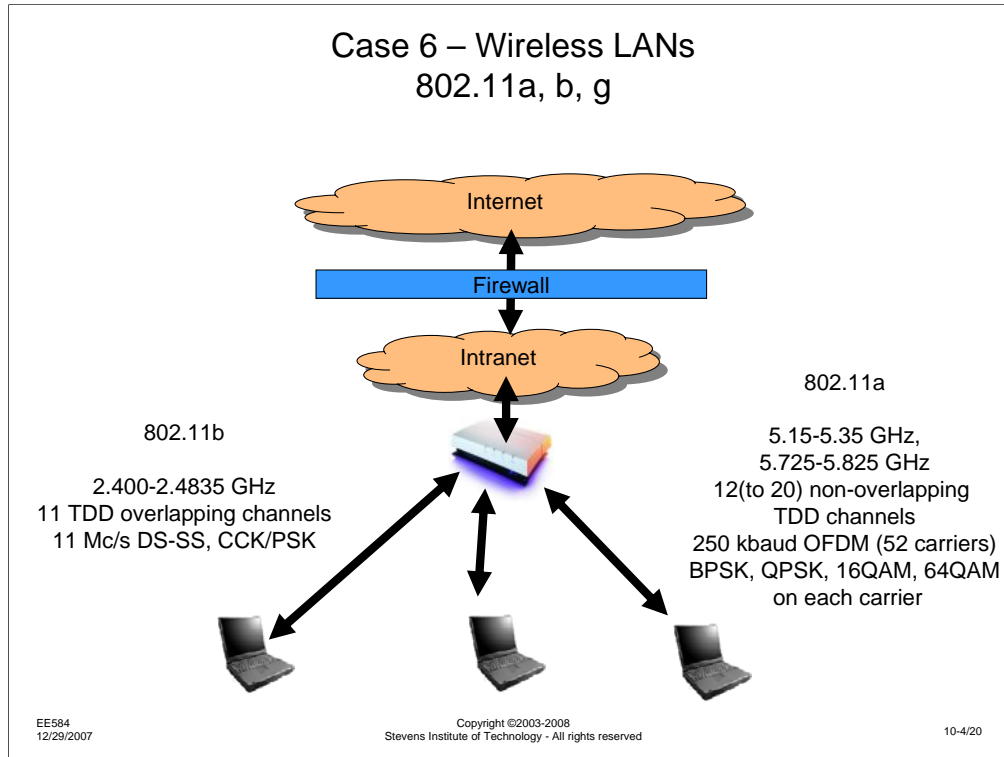 Case 6 – Wireless LANs
802.11a, b, g
Internet
Firewall
Intranet
802.11b
2.400-2.4835 GHz
11 TDD overlapping channels
11 Mc/s DS-SS, CCK/PSK
802.11a
5.15-5.35 GHz,
5.725-5.825 GHz
12(to 20) non-overlapping
TDD channels
250 kbaud OFDM (52 carriers)
BPSK, QPSK, 16QAM, 64QAM
on each carrier
EE584
12/29/2007
Copyright ©2003-2008
Stevens Institute of Technology - All rights reserved
10-4/20